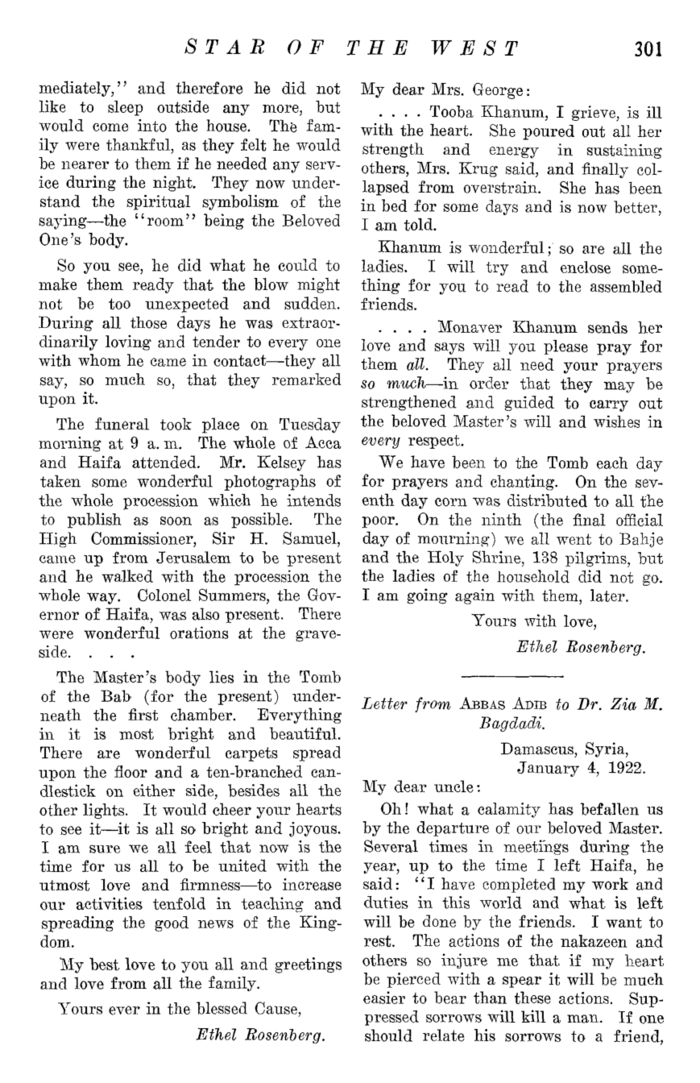 STAR OF THE WEST 301
mediately,'' and therefore he did not
like to sleep outside any more, but
would come into the house. The fam-
ily were thankful, as they felt he would
be nearer to them if he needed any serv-
ice during the night. They now under-
stand the spiritual symbolism of the
saying—the ''room'' being the Beloved
One's body.
So you see, he did what he could to
make them ready that the blow might
not be too unexpected and sudden.
During all those days he was extraor-
dinarily loving and tender to every one
with whom he came in contact—they all
say, so much so, that they remarked
upon it.
The funeral took place on Tuesday
morning at 9 a. m. The whole of Acca
and Haifa attended. Mr. Kelsey has
taken some wonderful photographs of
the whole procession which he intends
to publish as soon as possible. The
High Commissioner, Sir H. Samuel,
came up from Jerusalem to be present
and he walked with the procession the
whole way. Colonel Summers, the Gov-
ernor of Haifa, was also present. There
were wonderful orations at the grave-
side. . . .
The Master's body lies in the Tomb
of the Bab (for the present) under-
neath the first chamber. Everything
in it is most bright and beautiful.
There are wonderful carpets spread
upon the floor and a ten-branched can-
dlestick on either side, besides all the
other lights. It would cheer your hearts
to see it—it is all so bright and joyous.
I am sure we all feel that now is the
time for us all to be united with the
utmost love and firmness—to increase
our activities tenfold in teaching and
spreading the good news of the King-
dom.
My best love to you all and greetings
and love from all the family.
Yours ever in the blessed Cause,
Ethel Rosenberg.
My dear Mrs. George:
. . . . Tooba Khanum, I grieve, is ill
with the heart. She poured out all her
strength and energy in sustaining
others, Mrs. Krug said, and finally col-
lapsed from overstrain. She has been
in bed for some days and is now better,
I am told.
Khanum is wonderful; so are all the
ladies. I will try and enclose some-
thing for you to read to the assembled
friends.
. . . . Monaver Khanum sends her
love and says will you please pray for
them all. They all need your prayers
so much—in order that they may be
strengthened and guided to carry out
the beloved Master's will and wishes in
every respect.
We have been to the Tomb each day
for prayers and chanting. On the sev-
enth day corn was distributed to all the
poor. On the ninth (the final official
day of mourning) we all went to Bahje
and the Holy Shrine, 138 pilgrims, but
the ladies of the household did not go.
I am going again with them, later.
Yours with love,
Ethel Rosenberg.
Letter from ABBAS ADIB to Dr. Zia M.
Bagdadi.
Damascus, Syria,
January 4, 1922.
My dear uncle:
Oh! what a calamity has befallen us
by the departure of our beloved Master.
Several times in meetings during the
year, up to the time I left Haifa, he
said: ''I have completed my work and
duties in this world and what is left
will be done by the friends. I want to
rest. The actions of the nakazeen and
others so injure me that if my heart
be pierced with a spear it will be much
easier to bear than these actions. Sup-
pressed sorrows will kill a man. If one
should relate his sorrows to a friend,